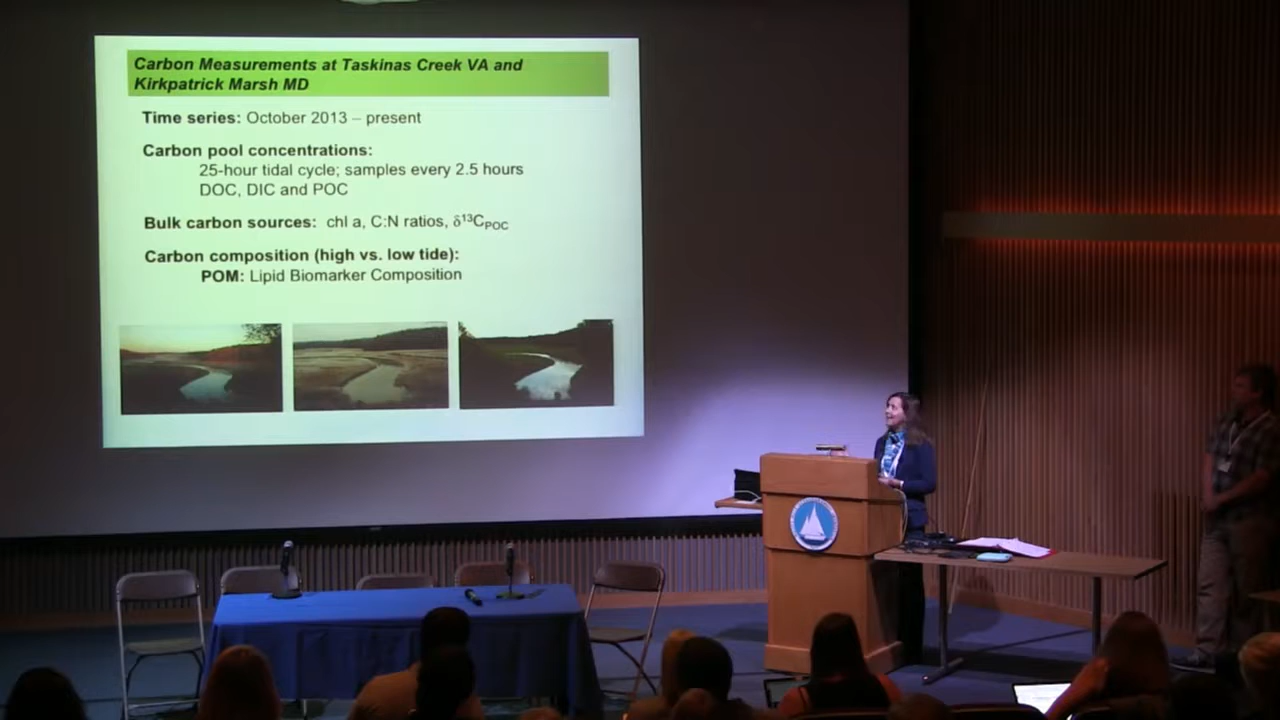 Carbon Measurements at Taskinas Creek VA and
Kirkpatrick Marsh MD
Time series: October 2013 – present
Carbon pool concentrations:
25-hour tidal cycle; samples every 2.5 hours
DOC, DIC and POC
Bulk carbon sources: chl a, C:N ratios, δ¹³C_POC
Carbon composition (high vs. low tide):
POM: Lipid Biomarker Composition